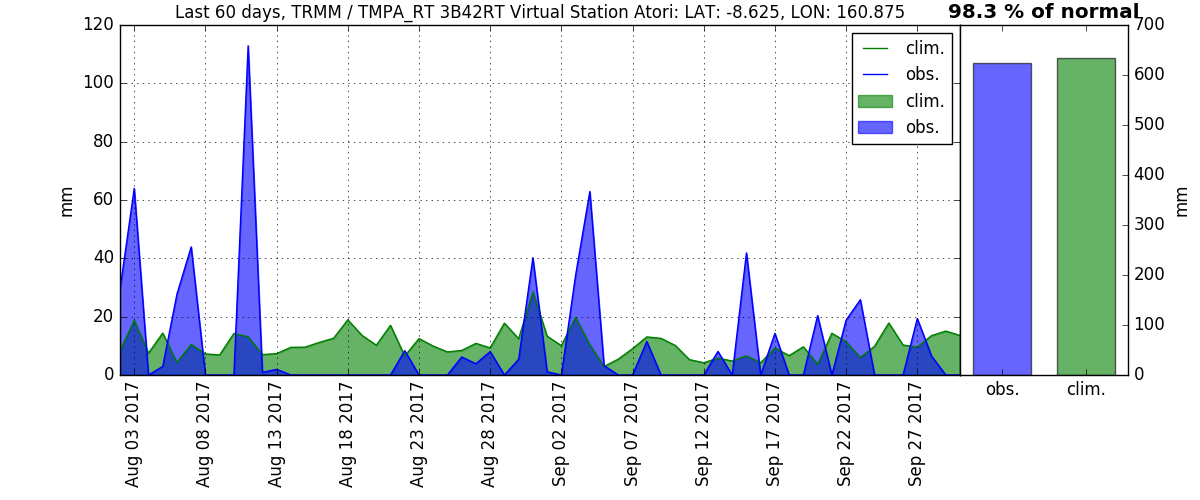 Last 60 days, TRMM / TMPA_RT 3B42RT Virtual Station Atori: LAT: -8.625, LON: 160.875
98.3 % of normal
120
100
80
60
40
20
0
mm
clim.
obs.
clim.
obs.
700
600
500
400
300
200
100
0
mm
obs.
clim.
Aug 03 2017
Aug 08 2017
Aug 13 2017
Aug 18 2017
Aug 23 2017
Aug 28 2017
Sep 02 2017
Sep 07 2017
Sep 12 2017
Sep 17 2017
Sep 22 2017
Sep 27 2017